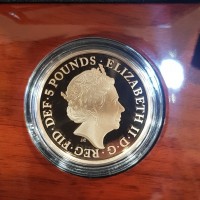 ELIZABETH II · D · G · REG · FID · DEF · 5 POUNDS ·